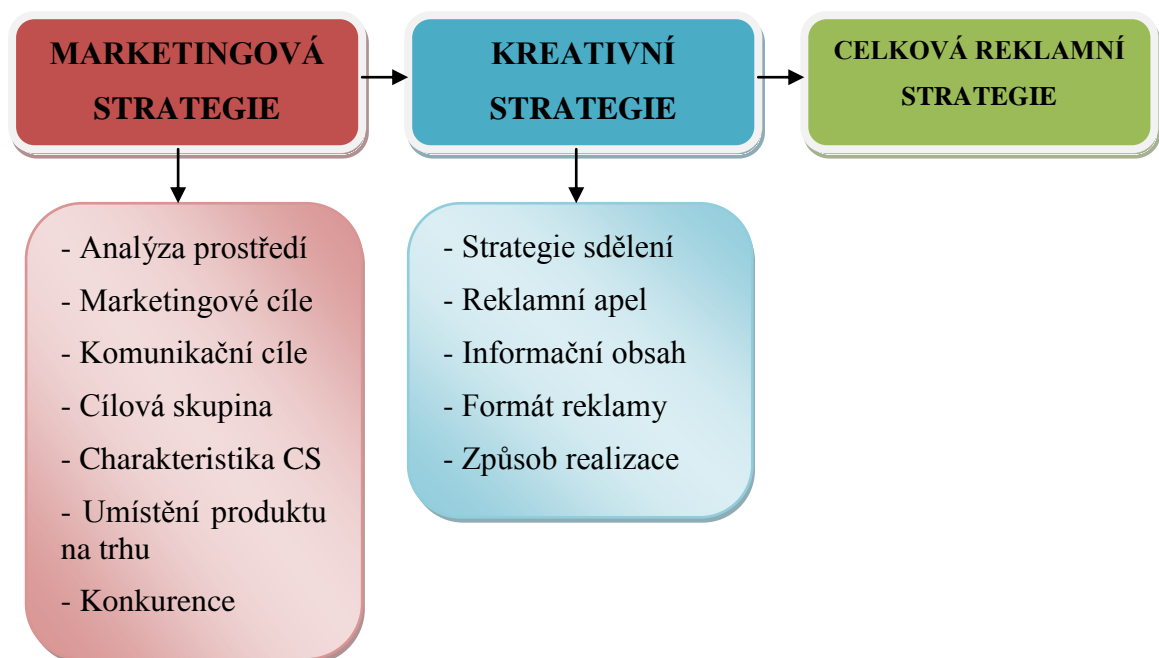 MARKETINGOVÁ
STRATEGIE
KREATIVNÍ
STRATEGIE
CELKOVÁ REKLAMNÍ
STRATEGIE
- Analýza prostředí
- Marketingové cíle
- Komunikační cíle
- Cílová skupina
- Charakteristika CS
- Umístění produktu
na trhu
- Konkurence
- Strategie sdělení
- Reklamní apel
- Informační obsah
- Formát reklamy
- Způsob realizace